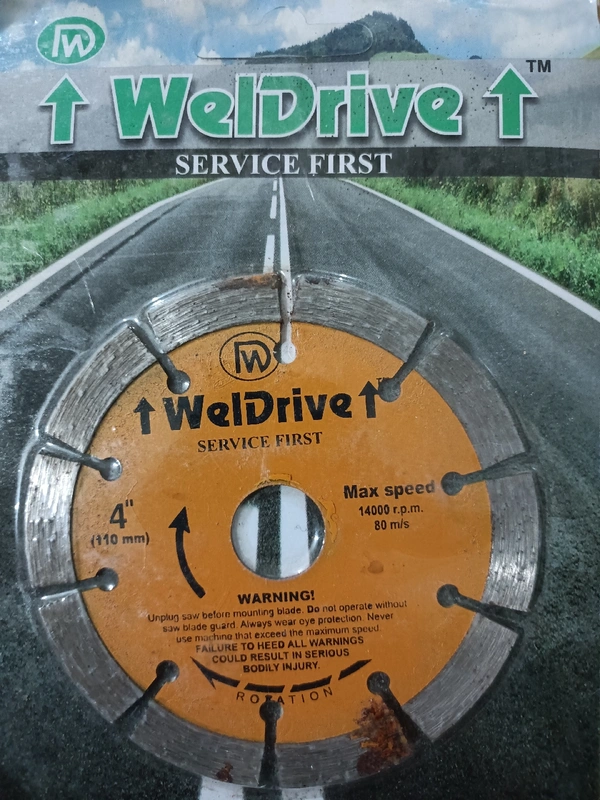 DW
WelDrive TM
SERVICE FIRST
DW
WelDrive
SERVICE FIRST
4"
(110 mm)
Max speed
14000 r.p.m.
80 m/s
WARNING!
Unplug saw before mounting blade. Do not operate without
saw blade guard. Always wear eye protection. Never
use machine that exceed the maximum speed.
FAILURE TO HEED ALL WARNINGS
COULD RESULT IN SERIOUS
BODILY INJURY.
ROTATION